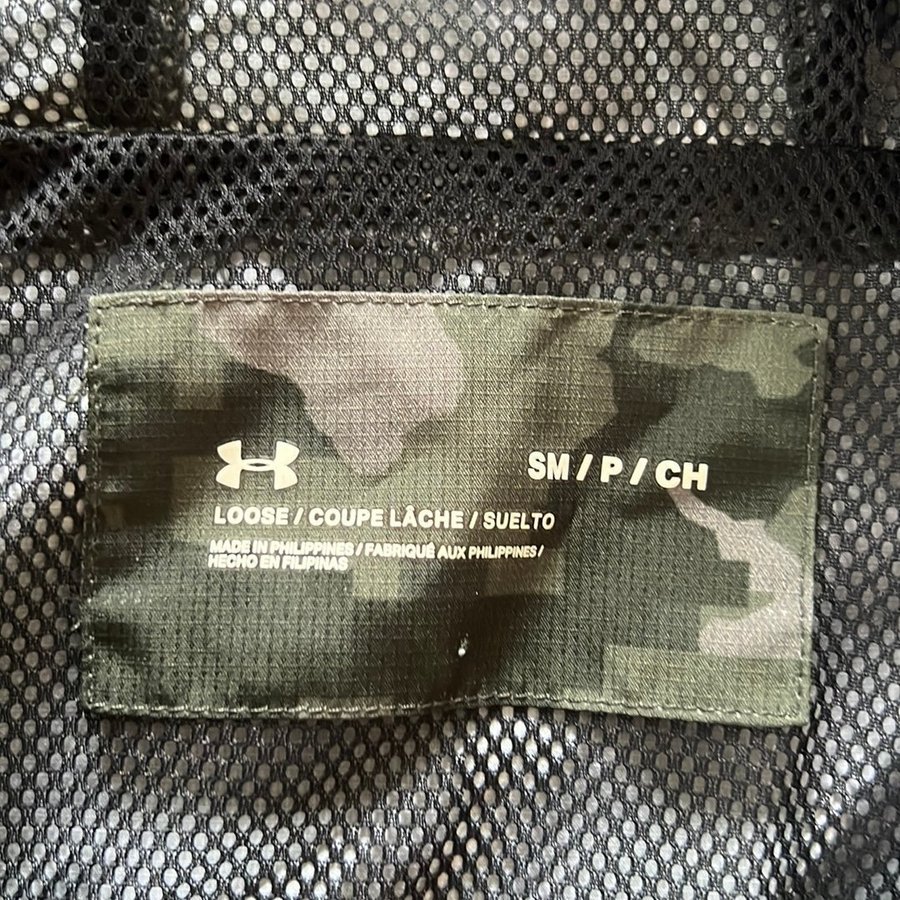 SM / P / CH
LOOSE / COUPE LÂCHE / SUELTO
MADE IN PHILIPPINES / FABRIQUÉ AUX PHILIPPINES /
HECHO EN FILIPINAS